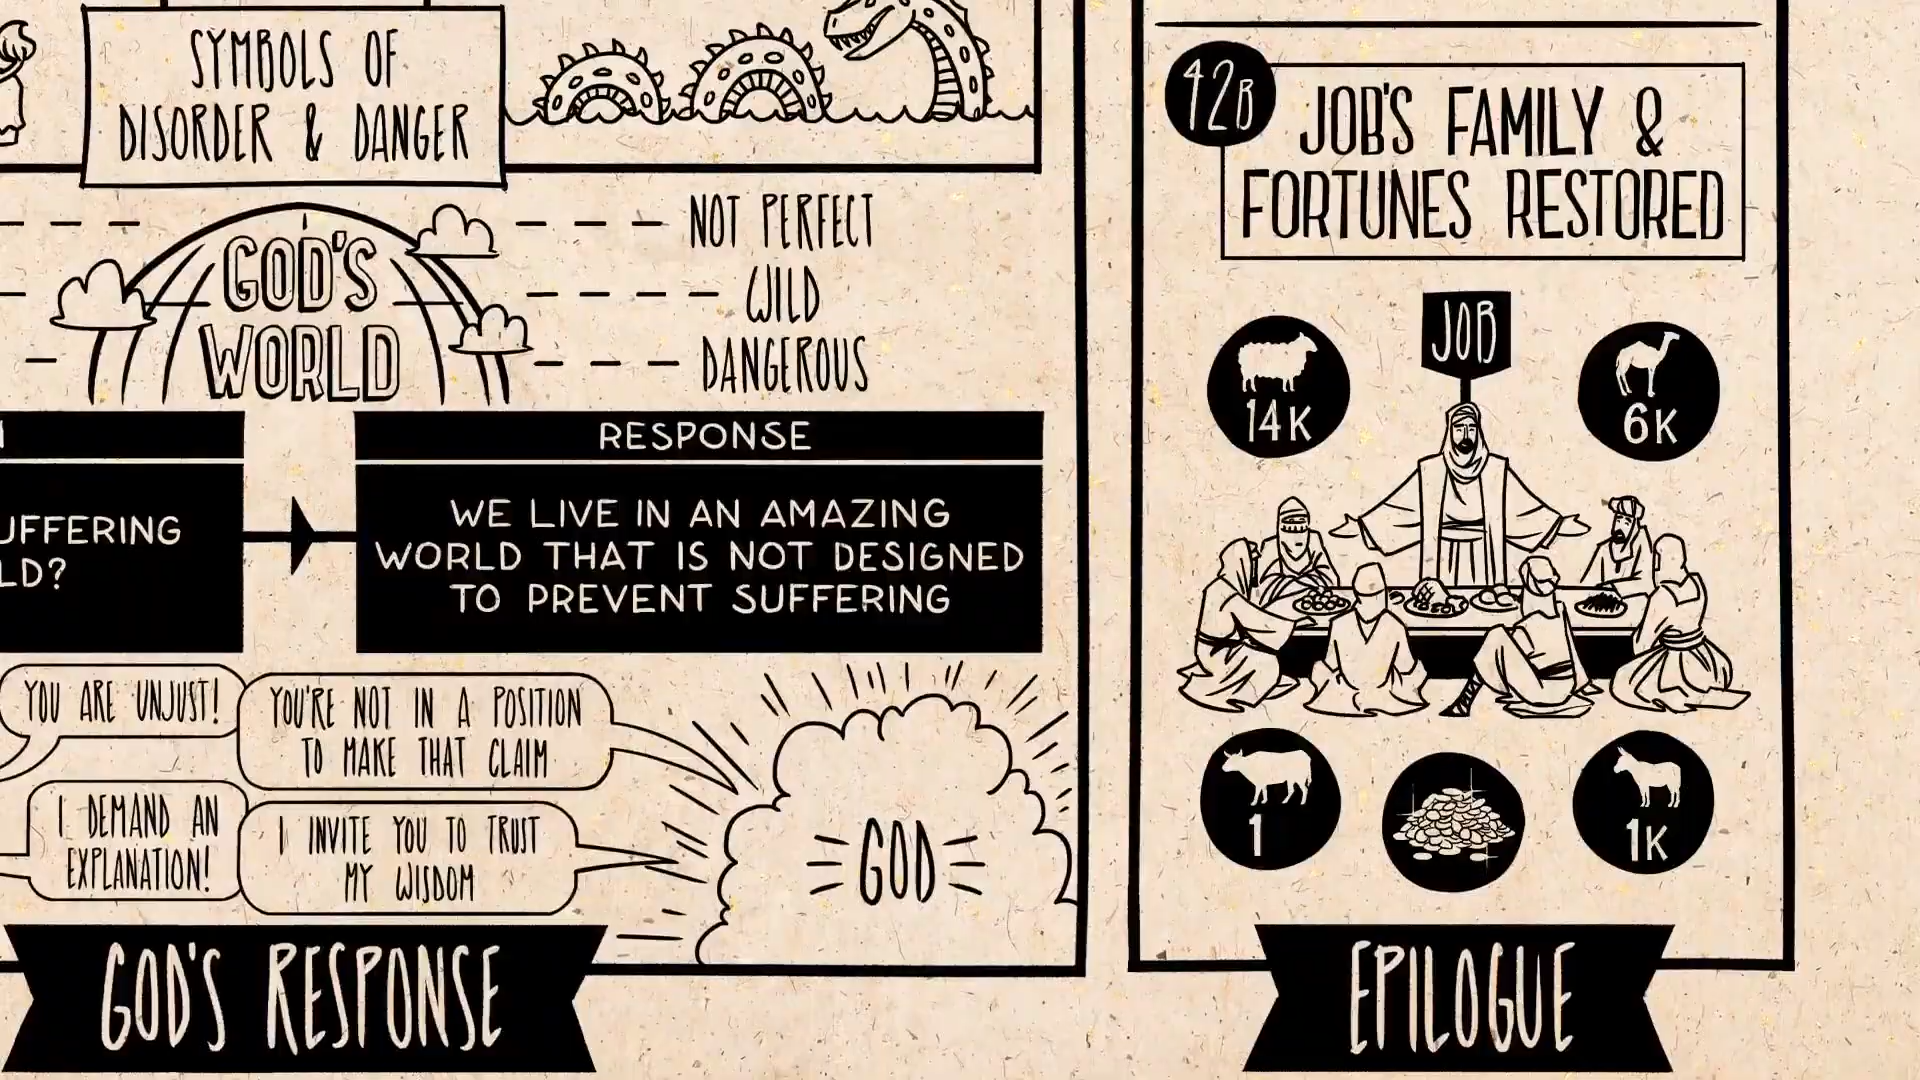 SYMBOLS OF
DISORDER & DANGER
GOD'S
WORLD
NOT PERFECT
WILD
DANGEROUS
UFFERING
LD?
RESPONSE
WE LIVE IN AN AMAZING
WORLD THAT IS NOT DESIGNED
TO PREVENT SUFFERING
YOU ARE UNJUST!
YOU'RE NOT IN A POSITION
TO MAKE THAT CLAIM
I DEMAND AN
EXPLANATION!
I INVITE YOU TO TRUST
MY WISDOM
GOD
GOD'S RESPONSE
42B
JOB'S FAMILY &
FORTUNES RESTORED
JOB
14K
6K
1
1K
EPILOGUE